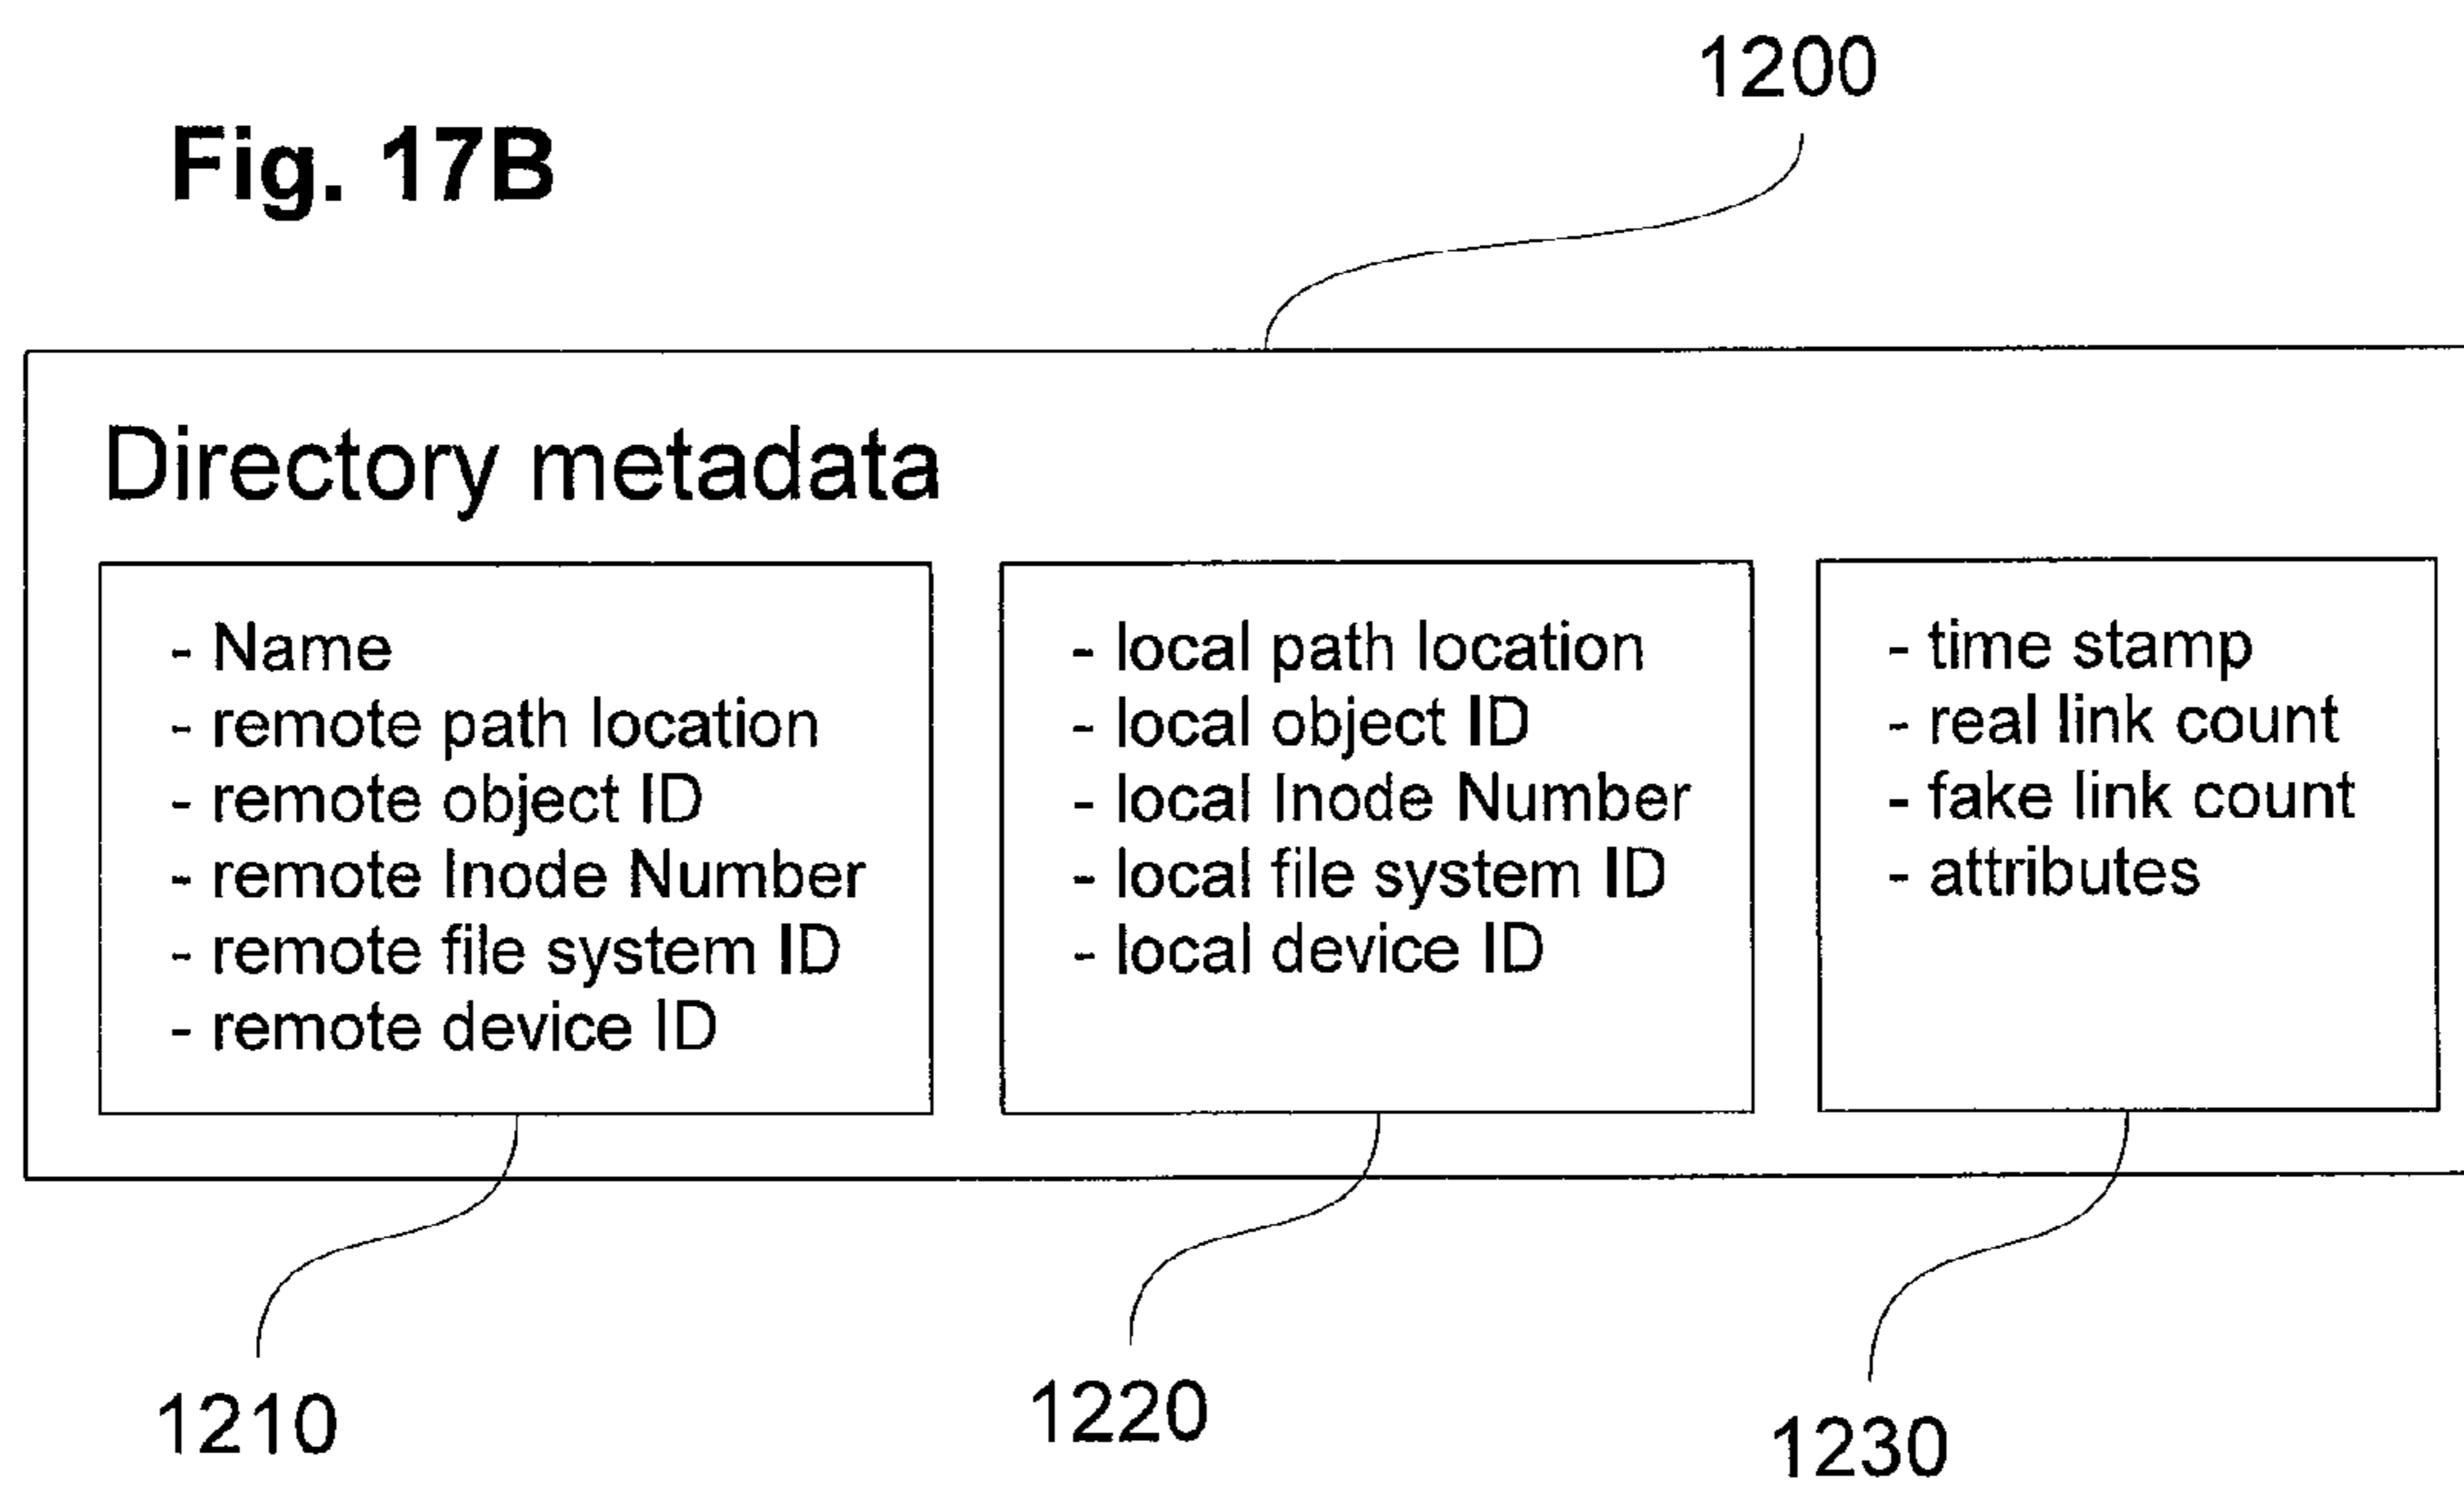 1200
Fig. 17B
Directory metadata
- Name
- remote path location
- remote object ID
- remote Inode Number
- remote file system ID
- remote device ID
- local path location
- local object ID
- local Inode Number
- local file system ID
- local device ID
- time stamp
- real link count
- fake link count
- attributes
1210
1220
1230